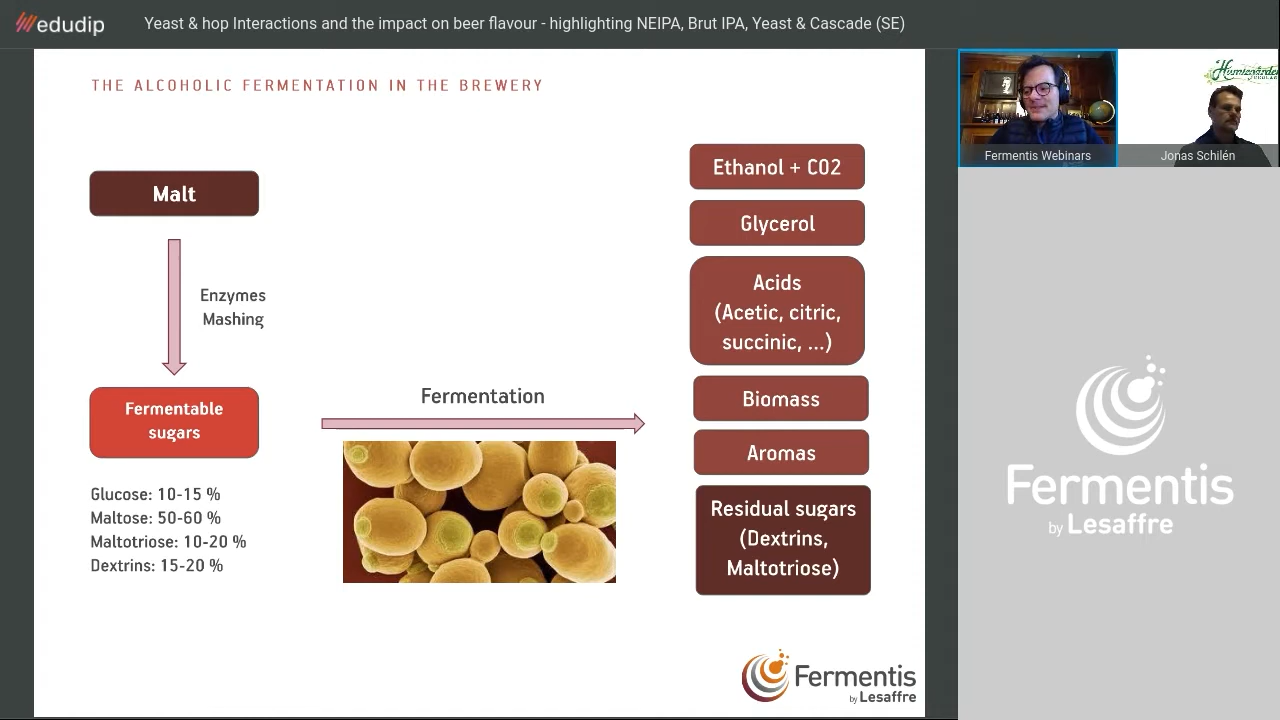 edudip
Yeast & hop Interactions and the impact on beer flavour - highlighting NEIPA, Brut IPA, Yeast & Cascade (SE)
THE ALCOHOLIC FERMENTATION IN THE BREWERY
Malt
Enzymes
Mashing
Fermentable
sugars
Glucose: 10-15 %
Maltose: 50-60 %
Maltotriose: 10-20 %
Dextrins: 15-20 %
Fermentation
Ethanol + CO2
Glycerol
Acids
(Acetic, citric,
succinic, ...)
Biomass
Aromas
Residual sugars
(Dextrins,
Maltotriose)
Fermentis
by Lesaffre
Fermentis Webinars
Jonas Schilén
Fermentis
by Lesaffre